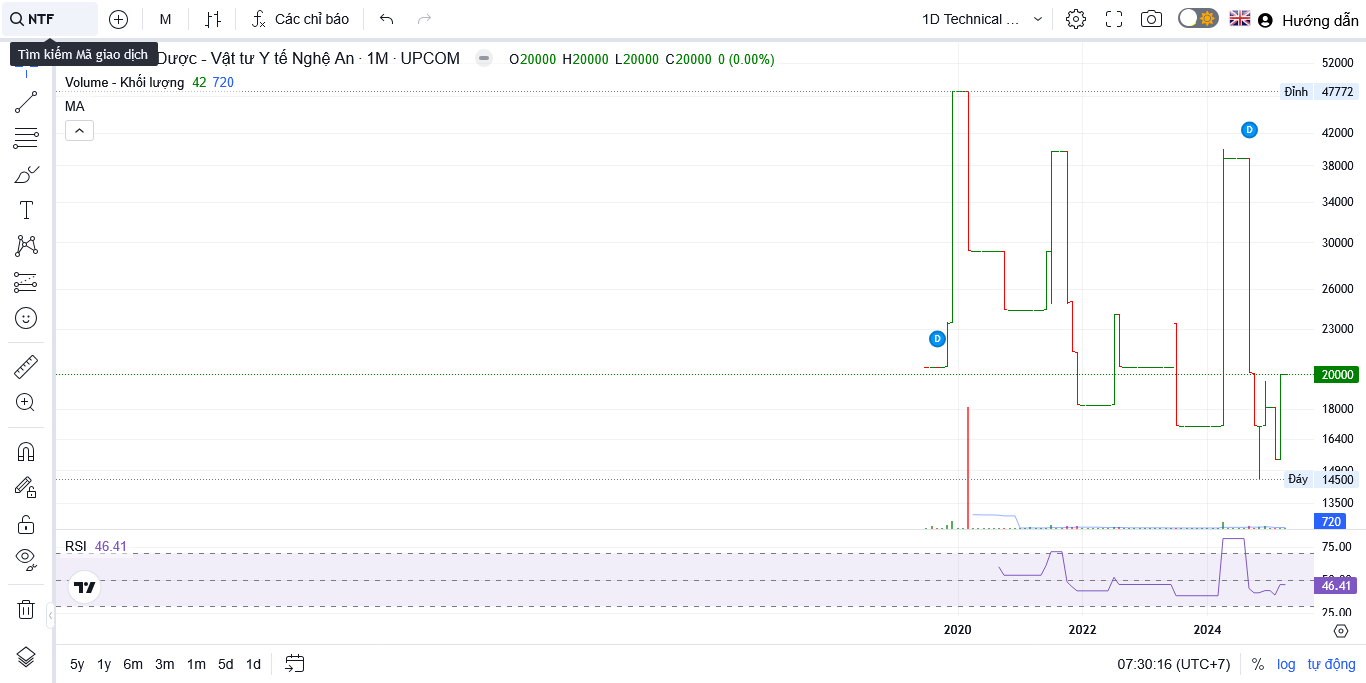 NTF
M
Các chỉ báo
1D Technical ...
Hướng dẫn
Tìm kiếm Mã giao dịch
Dược - Vật tư Y tế Nghệ An · 1M · UPCOM
O20000 H20000 L20000 C20000 0 (0.00%)
Volume - Khối lượng 42 720
MA
52000
Đỉnh 47772
42000
38000
34000
30000
26000
23000
20000
18000
16400
14900
Đáy 14500
13500
720
D
D
RSI 46.41
75.00
50.00
46.41
25.00
2020 2022 2024
5y 1y 6m 3m 1m 5d 1d
07:30:16 (UTC+7)
% log tự động